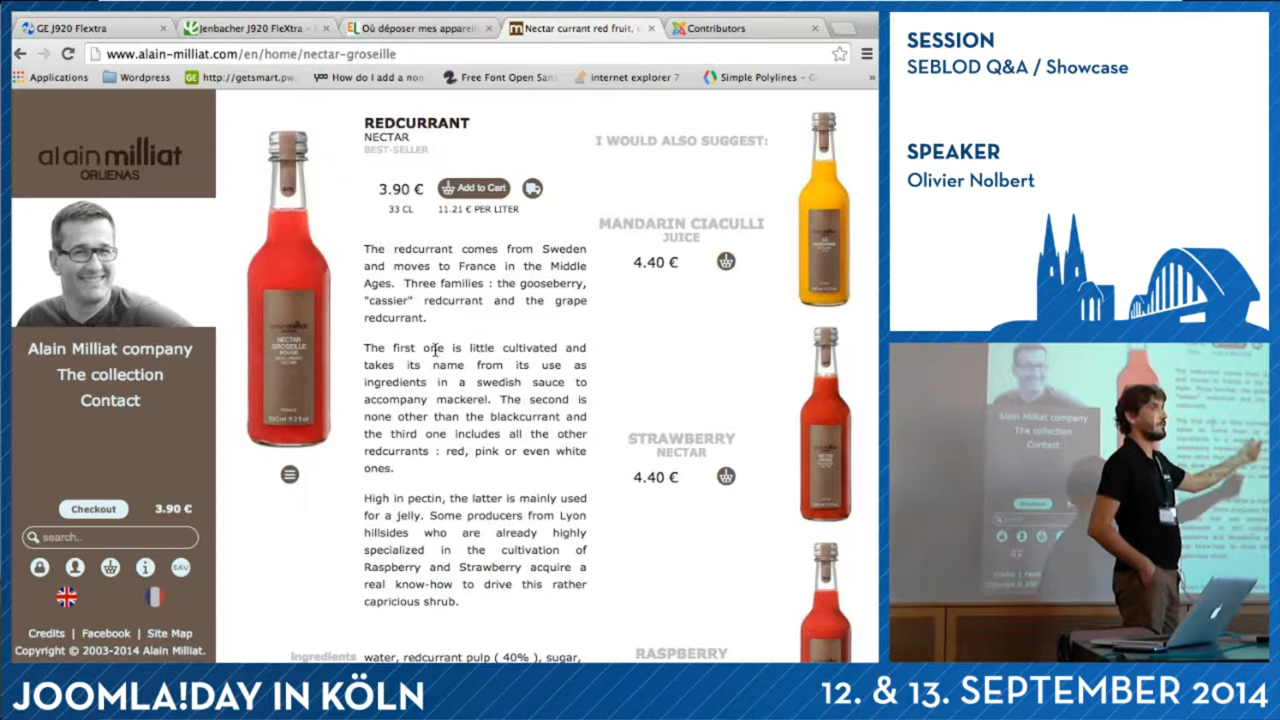 GE J920 Flextra
Jenbacher J920 FleXtra -
Où déposer mes appareil
Nectar currant red fruit,
Contributors
www.alain-milliat.com/en/home/nectar-groseille
Applications
Wordpress
http://getsmart.pw
How do I add a non
Free Font Open Sans
internet explorer 7
Simple Polylines - G
alain milliat
ORLIENAS
Alain Milliat company
The collection
Contact
Checkout
3.90 €
search..
SAV
Credits | Facebook | Site Map
Copyright © 2003-2014 Alain Milliat.
REDCURRANT
NECTAR
BEST-SELLER
3.90 €
Add to Cart
33 CL
11.21 € PER LITER
The redcurrant comes from Sweden
and moves to France in the Middle
Ages. Three families : the gooseberry,
"cassier" redcurrant and the grape
redcurrant.
The first one is little cultivated and
takes its name from its use as
ingredients in a swedish sauce to
accompany mackerel. The second is
none other than the blackcurrant and
the third one includes all the other
redcurrants : red, pink or even white
ones.
High in pectin, the latter is mainly used
for a jelly. Some producers from Lyon
hillsides who are already highly
specialized in the cultivation of
Raspberry and Strawberry acquire a
real know-how to drive this rather
capricious shrub.
Ingredients
water, redcurrant pulp ( 40% ), sugar,
NECTAR
GROSEILLE
ROUGE
I WOULD ALSO SUGGEST:
MANDARIN CIACULLI
JUICE
4.40 €
STRAWBERRY
NECTAR
4.40 €
RASPBERRY
SESSION
SEBLOD Q&A / Showcase
SPEAKER
Olivier Nolbert
Alain Milliat company
The collection
Contact
JOOMLA!DAY IN KÖLN
12. & 13. SEPTEMBER 2014